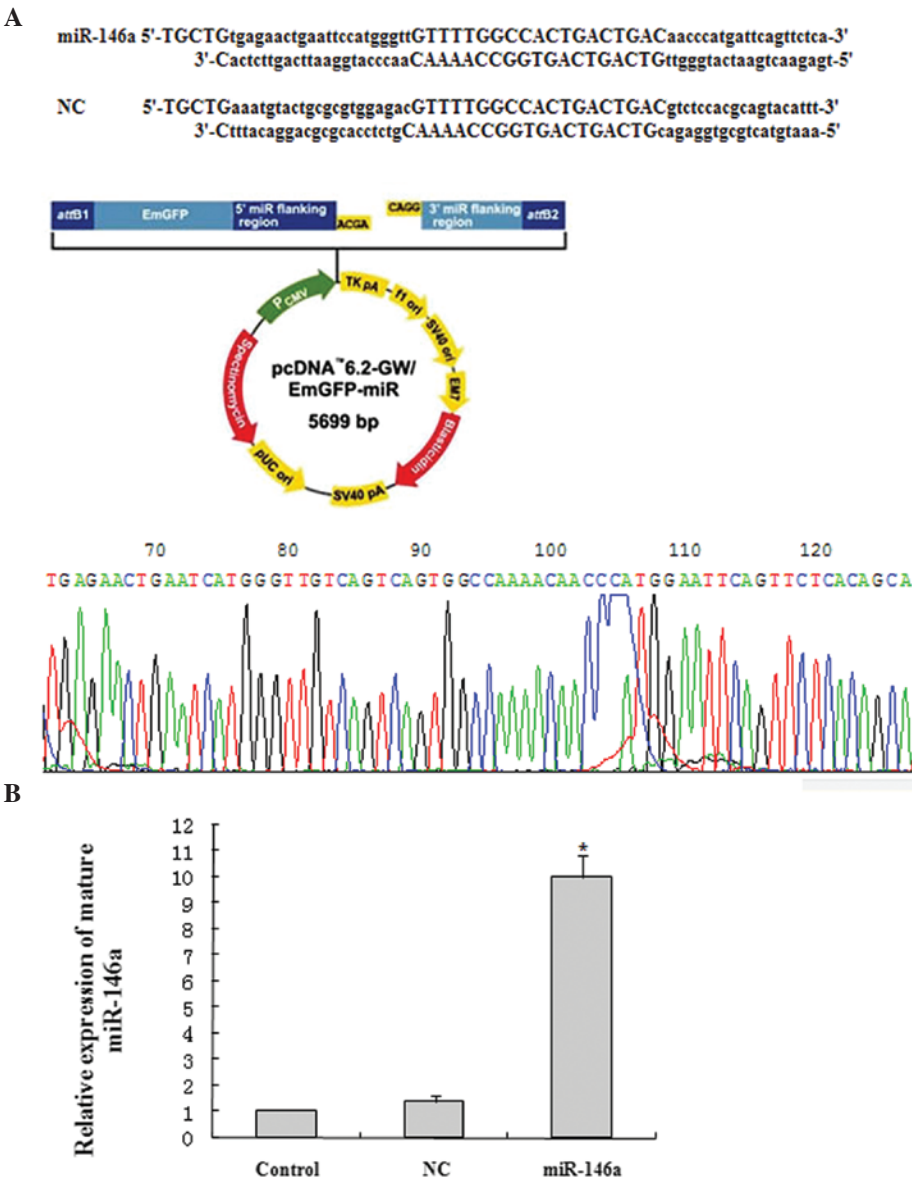 A
miR-146a 5'-TGCTGtgagaactgaattccatgggttGTTTTGGCCACTGACTGACaacccatgattcagttctca-3'
3'-CactcttgacttaaggtacccaaCAAAACCGGTGACTGACTGttgggtactaagtcaagagt-5'
NC 5'-TGCTGaaatgtactgcgcgtggagacGTTTTGGCCACTGACTGACgtctccacgcagtacattt-3'
3'-CtttacaggacgcgcacctctgCAAAACCGGTGACTGACTGcagaggtgcgtcatgtaaa-5'
attB1 EmGFP 5' miR flanking region ACGA CAGG 3' miR flanking region attB2
PCMV TK pA f1 ori SV40 ori EM7 Blasticidin SV40 pA pUC ori Spectinomycin
pcDNA™6.2-GW/
EmGFP-miR
5699 bp
70 80 90 100 110 120
TGAGAACTGAATCATGGGTTGTCAGTCAGTGGCCAAAACAACCCATGGAATTCAGTTCTCACAGCA
B
Relative expression of mature
miR-146a
12
11
10
9
8
7
6
5
4
3
2
1
0
*
Control NC miR-146a